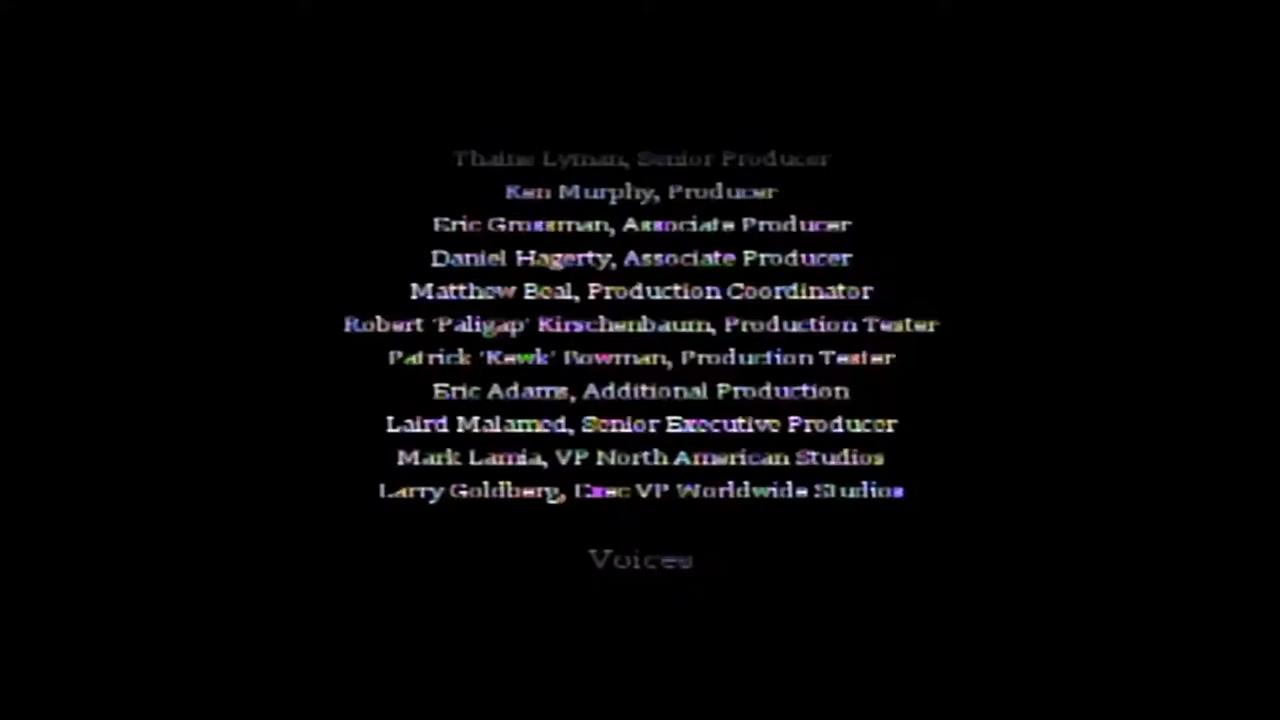 Thaine Lyman, Senior Producer
Ken Murphy, Producer
Eric Grossman, Associate Producer
Daniel Hagerty, Associate Producer
Matthew Beal, Production Coordinator
Robert 'Paligap' Kirschenbaum, Production Tester
Patrick 'Kawk' Bowman, Production Tester
Eric Adams, Additional Production
Laird Malamed, Senior Executive Producer
Mark Lamia, VP North American Studios
Larry Goldberg, Exec VP Worldwide Studios
Voices